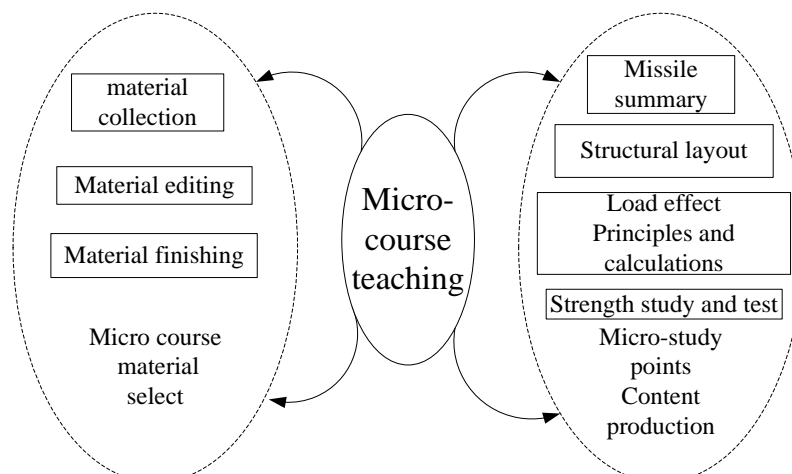 material
collection
Material editing
Material finishing
Micro course
material
select
Micro-
course
teaching
Missile
summary
Structural layout
Load effect
Principles and
calculations
Strength study and test
Micro-study
points
Content
production